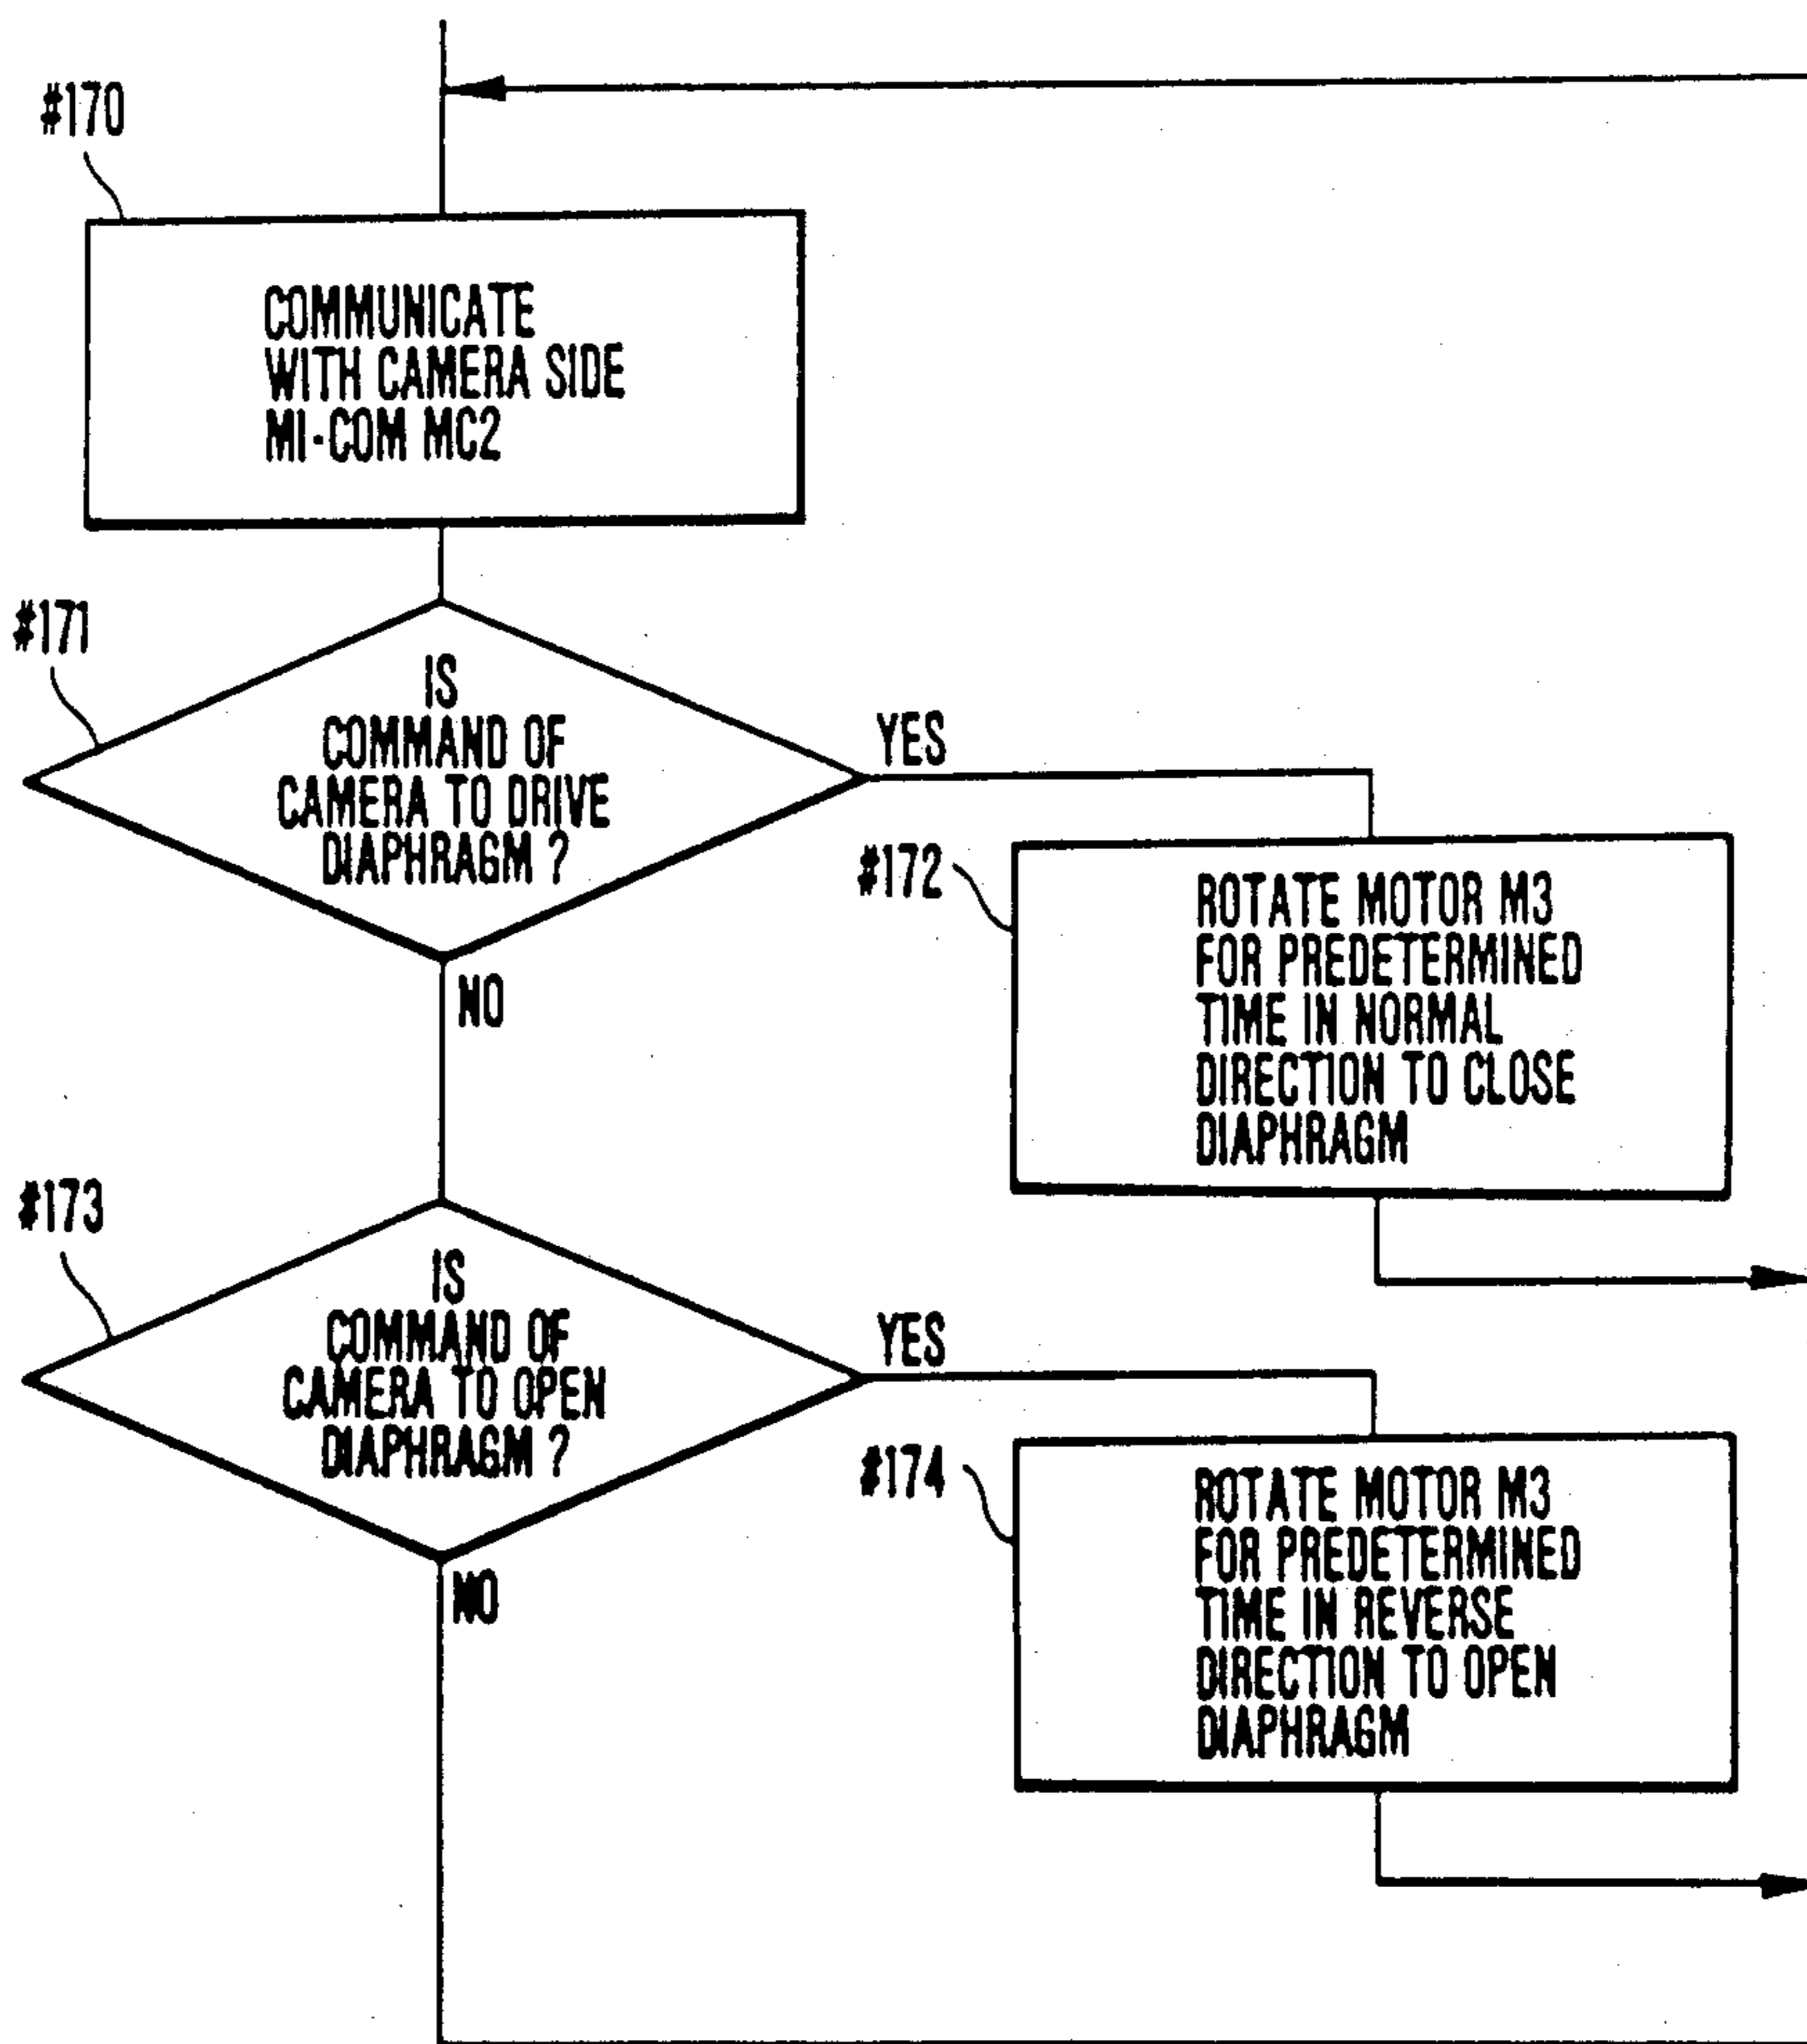 #170
COMMUNICATE
WITH CAMERA SIDE
MI-COM MC2
#171
IS
COMMAND OF
CAMERA TO DRIVE
DIAPHRAGM ?
YES
NO
#172
ROTATE MOTOR M3
FOR PREDETERMINED
TIME IN NORMAL
DIRECTION TO CLOSE
DIAPHRAGM
#173
IS
COMMAND OF
CAMERA TO OPEN
DIAPHRAGM ?
YES
NO
#174
ROTATE MOTOR M3
FOR PREDETERMINED
TIME IN REVERSE
DIRECTION TO OPEN
DIAPHRAGM